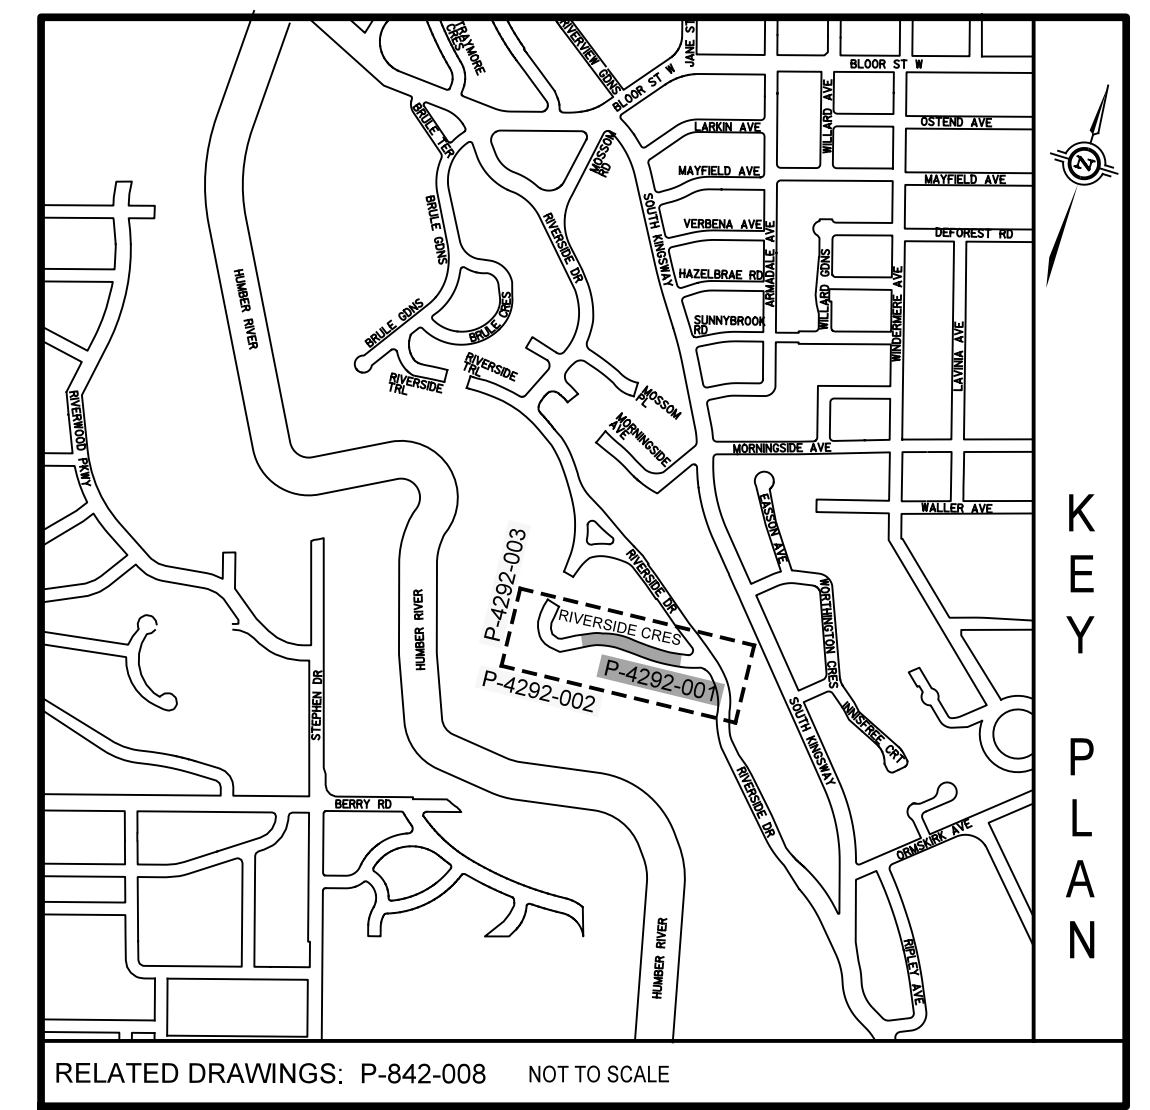 TRAYMORE
CRES
RIVERVIEW GDNS
JANE ST
BLOOR ST W
BLOOR ST W
BRULE TER
MOSSOM
RD
LARKIN AVE
WILLARD AVE
OSTEND AVE
MAYFIELD AVE
MAYFIELD AVE
N
BRULE GDNS
RIVERSIDE DR
SOUTH KINGSWAY
VERBENA AVE
ARMADALE AVE
DEFOREST RD
HUMBER RIVER
HAZELBRAE RD
WILLARD GDNS
WINDERMERE AVE
BRULE GDNS
BRULE CRES
SUNNYBROOK
RD
LAVINIA AVE
RIVERSIDE
TRL
RIVERSIDE
TRL
MOSSOM
PL
RIVERWOOD PKWY
MORNINGSIDE
AVE
MORNINGSIDE AVE
EASSON AVE
WALLER AVE
P-4292-003
RIVERSIDE DR
HUMBER RIVER
RIVERSIDE CRES
WORTHINGTON CRES
P-4292-001
P-4292-002
STEPHEN DR
SOUTH KINGSWAY
INNISFREE CRT
RIVERSIDE DR
BERRY RD
ORMSKIRK AVE
HUMBER RIVER
RIPLEY AVE
KEY PLAN
RELATED DRAWINGS: P-842-008 NOT TO SCALE